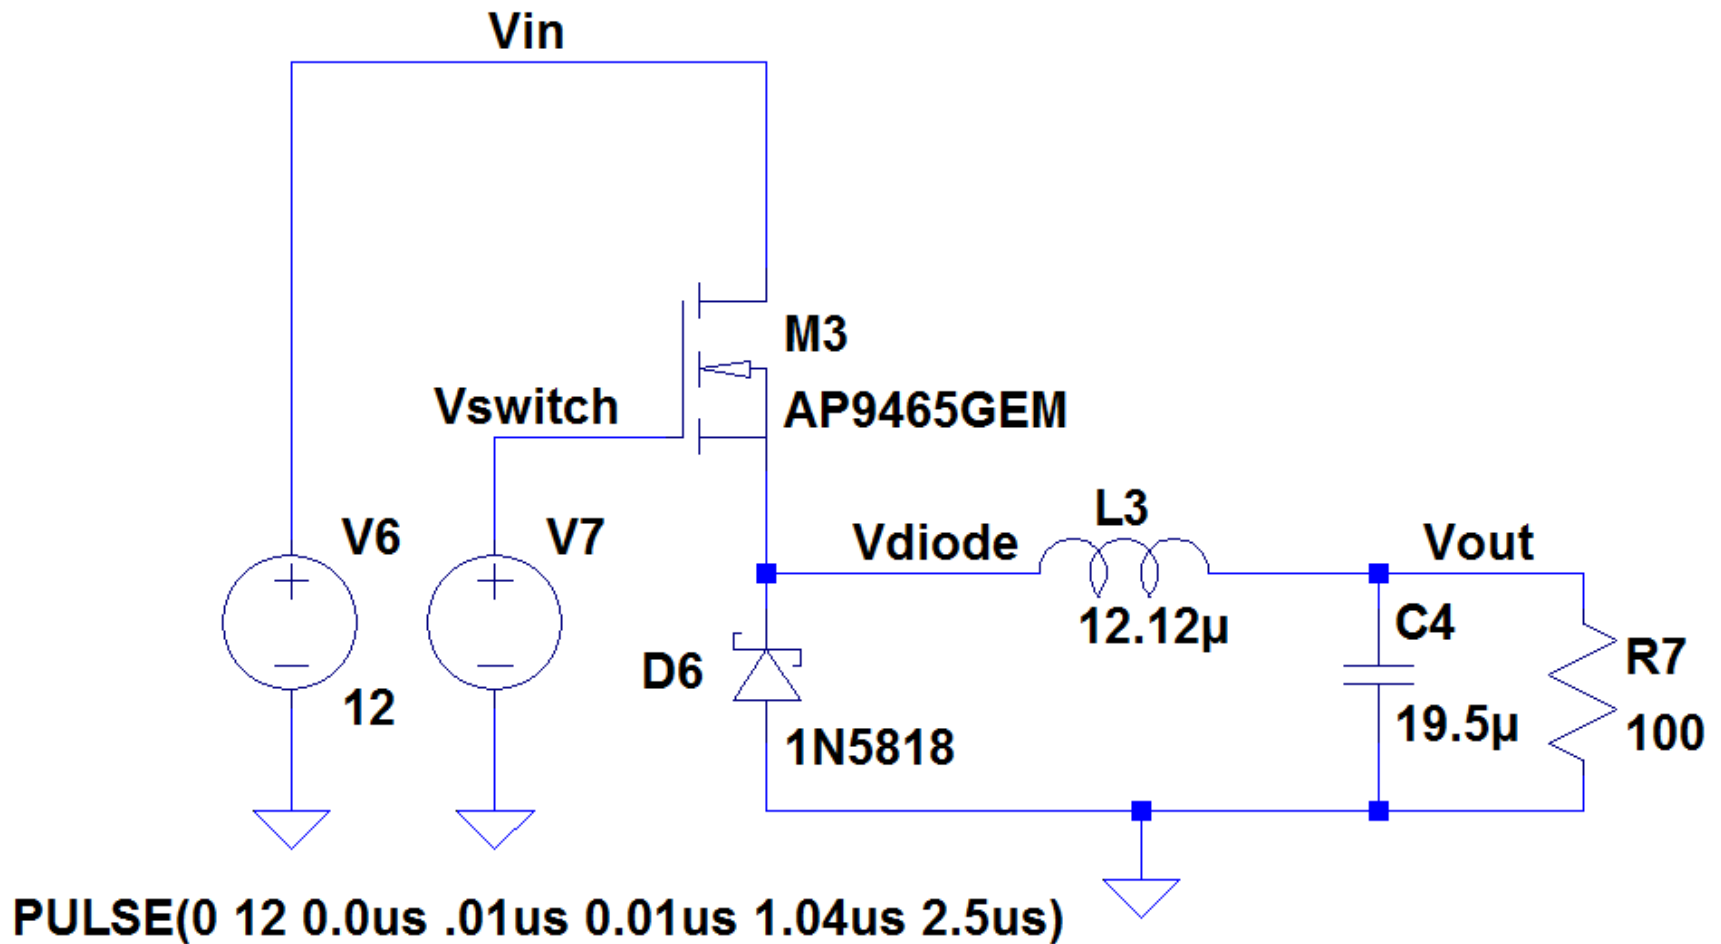 Vin
M3
AP9465GEM
Vswitch
V6
V7
12
Vdiode
L3
12.12µ
Vout
D6
1N5818
C4
19.5µ
R7
100
PULSE(0 12 0.0us .01us 0.01us 1.04us 2.5us)